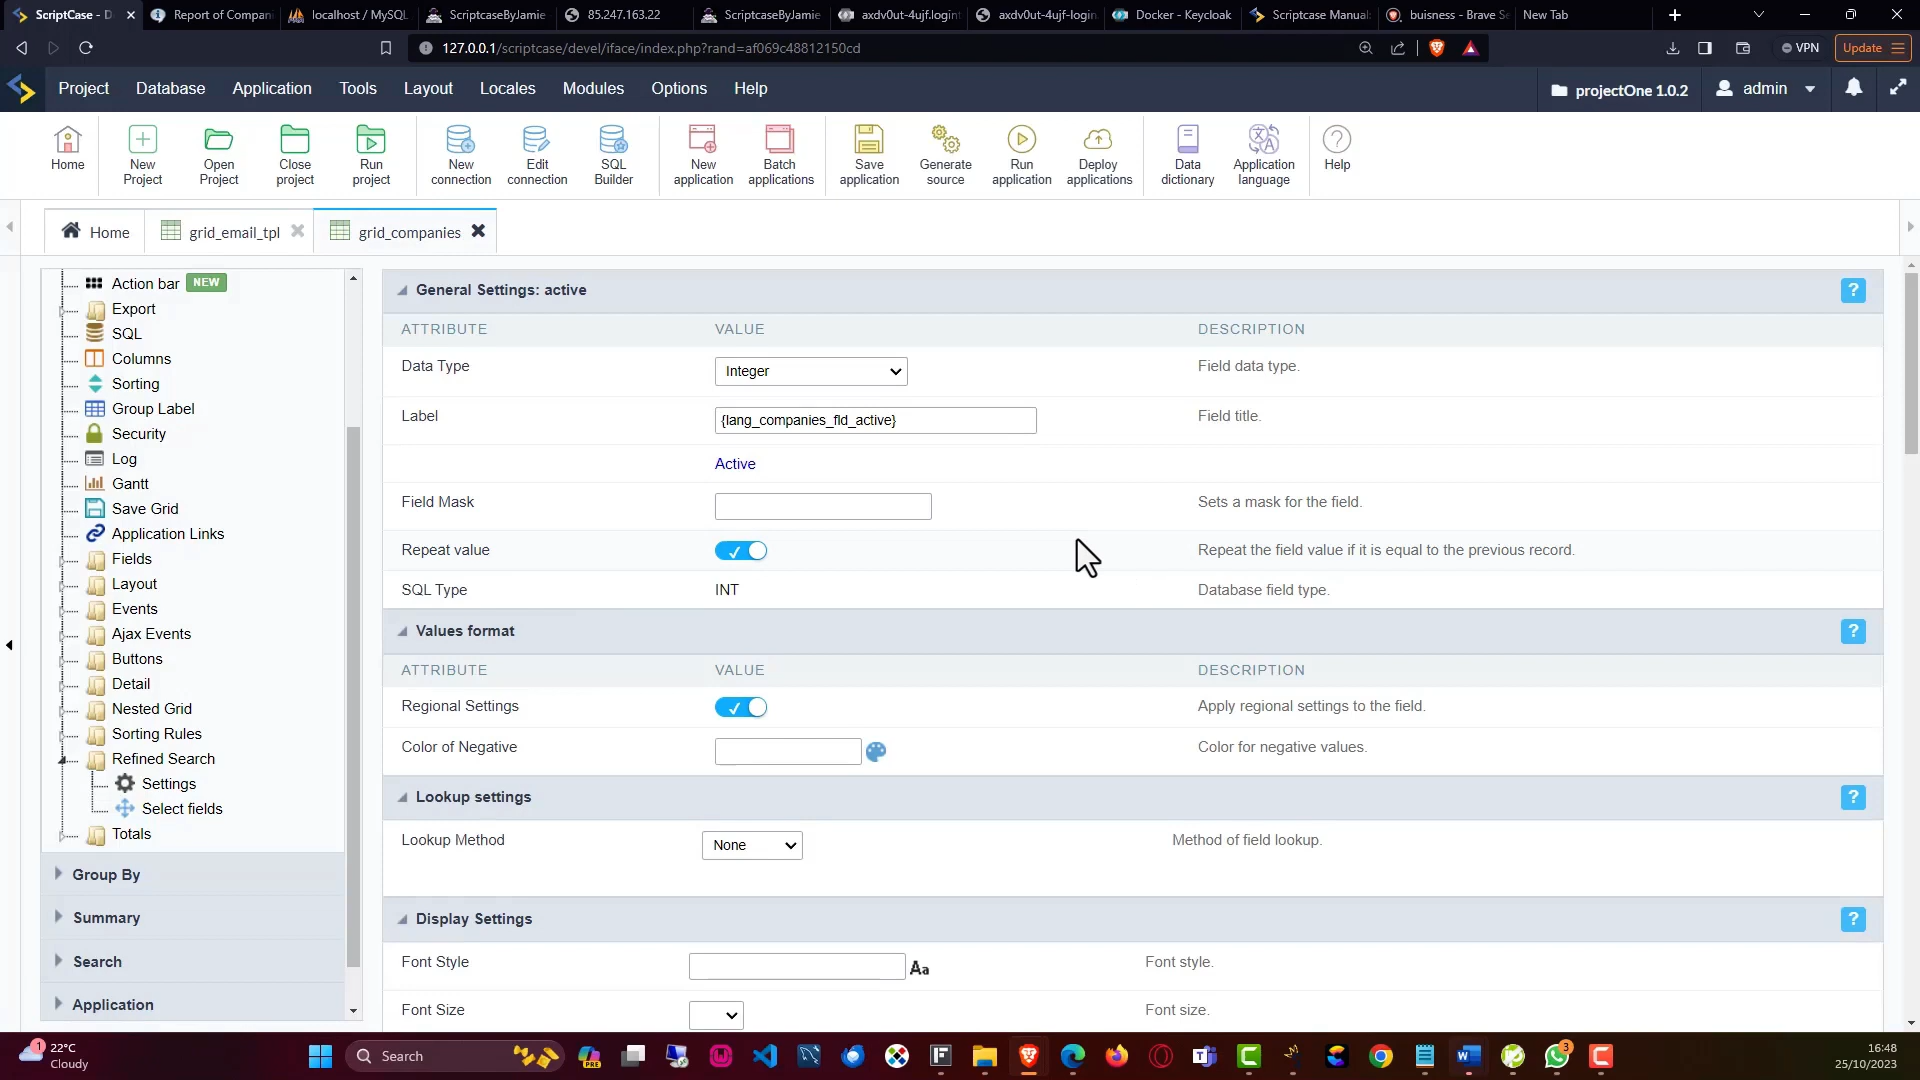 ScriptCase - D
Report of Compani
localhost / MySQL
ScriptcaseByJamie
85.247.163.22
ScriptcaseByJamie
axdv0ut-4ujf.logint
axdv0ut-4ujf-login.
Docker - Keycloak
Scriptcase Manual
buisness - Brave Se
New Tab
127.0.0.1/scriptcase/devel/iface/index.php?rand=af069c48812150cd
VPN
Update
Project
Database
Application
Tools
Layout
Locales
Modules
Options
Help
projectOne 1.0.2
admin
Home
New
Project
Open
Project
Close
project
Run
project
New
connection
Edit
connection
SQL
Builder
New
application
Batch
applications
Save
application
Generate
source
Run
application
Deploy
applications
Data
dictionary
Application
language
Help
Home
grid_email_tpl
grid_companies
Action bar NEW
Export
SQL
Columns
Sorting
Group Label
Security
Log
Gantt
Save Grid
Application Links
Fields
Layout
Events
Ajax Events
Buttons
Detail
Nested Grid
Sorting Rules
Refined Search
Settings
Select fields
Totals
Group By
Summary
Search
Application
General Settings: active
?
ATTRIBUTE VALUE DESCRIPTION
Data Type Integer Field data type.
Label {lang_companies_fld_active} Field title.
Active
Field Mask Sets a mask for the field.
Repeat value Repeat the field value if it is equal to the previous record.
SQL Type INT Database field type.
Values format
?
ATTRIBUTE VALUE DESCRIPTION
Regional Settings Apply regional settings to the field.
Color of Negative Color for negative values.
Lookup settings
?
Lookup Method None Method of field lookup.
Display Settings
?
Font Style Aa Font style.
Font Size Font size.
1
22°C
Cloudy
Search
PRE
3
16:48
25/10/2023